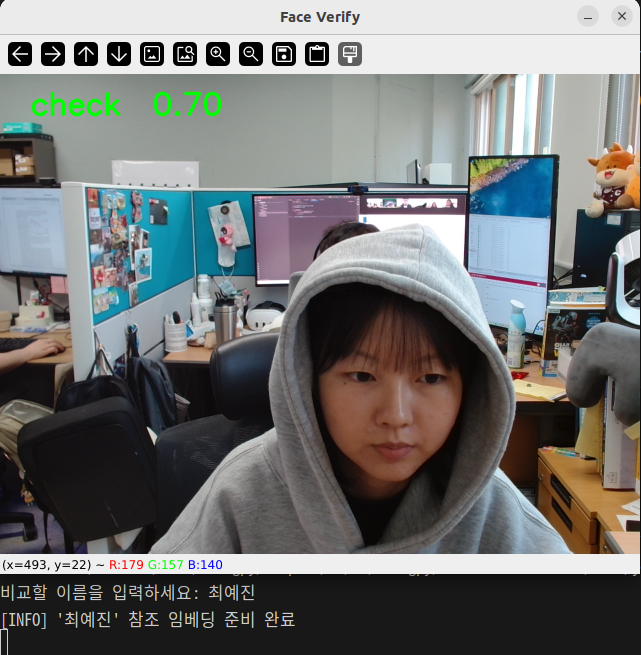 Face Verify
check 0.70
(x=493, y=22) ~ R:179 G:157 B:140
비교할 이름을 입력하세요: 최예진
[INFO] '최예진' 참조 임베딩 준비 완료